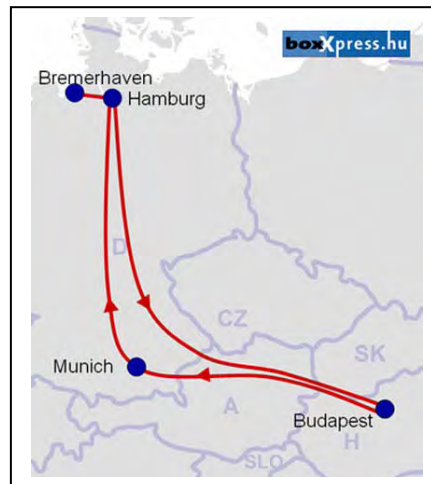 boxXpress.hu
Bremerhaven
Hamburg
D
CZ
SK
Munich
A
Budapest
H
SLO